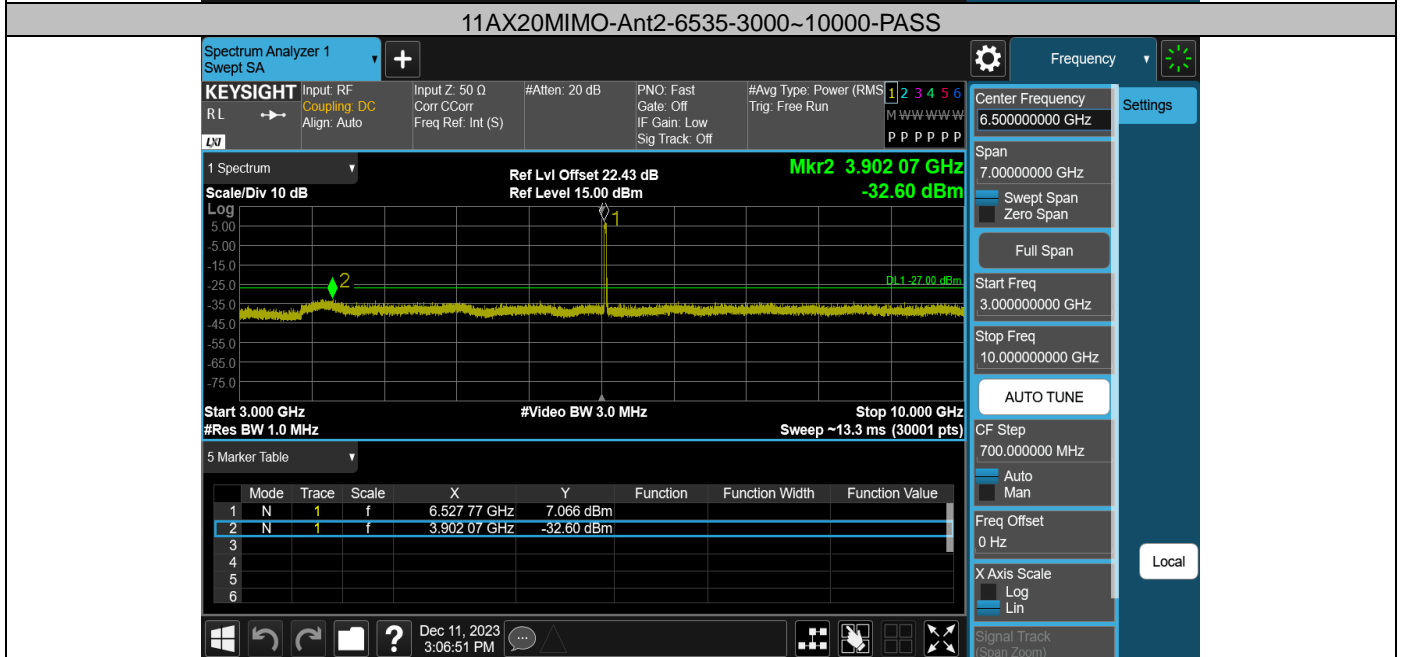 11AX20MIMO-Ant2-6535-3000~10000-PASS
Spectrum Analyzer 1
Swept SA
Frequency
KEYSIGHT
RL
LXI
Input: RF
Coupling: DC
Align: Auto
Input Z: 50 Ω
Corr CCorr
Freq Ref: Int (S)
#Atten: 20 dB
PNO: Fast
Gate: Off
IF Gain: Low
Sig Track: Off
#Avg Type: Power (RMS
Trig: Free Run
1 2 3 4 5 6
M W W W W W
P P P P P P
1 Spectrum
Scale/Div 10 dB
Ref Lvl Offset 22.43 dB
Ref Level 15.00 dBm
Mkr2 3.902 07 GHz
-32.60 dBm
Log
5.00
-5.00
-15.0
-25.0
-35.0
-45.0
-55.0
-65.0
-75.0
1
2
DL1 -27.00 dBm
Start 3.000 GHz
#Video BW 3.0 MHz
Stop 10.000 GHz
#Res BW 1.0 MHz
Sweep ~13.3 ms (30001 pts)
5 Marker Table
Mode Trace Scale X Y Function Function Width Function Value
1 N 1 f 6.527 77 GHz 7.066 dBm
2 N 1 f 3.902 07 GHz -32.60 dBm
3
4
5
6
Dec 11, 2023
3:06:51 PM
Center Frequency
6.500000000 GHz
Settings
Span
7.00000000 GHz
Swept Span
Zero Span
Full Span
Start Freq
3.000000000 GHz
Stop Freq
10.000000000 GHz
AUTO TUNE
CF Step
700.000000 MHz
Auto
Man
Freq Offset
0 Hz
Local
X Axis Scale
Log
Lin
Signal Track
(Span Zoom)